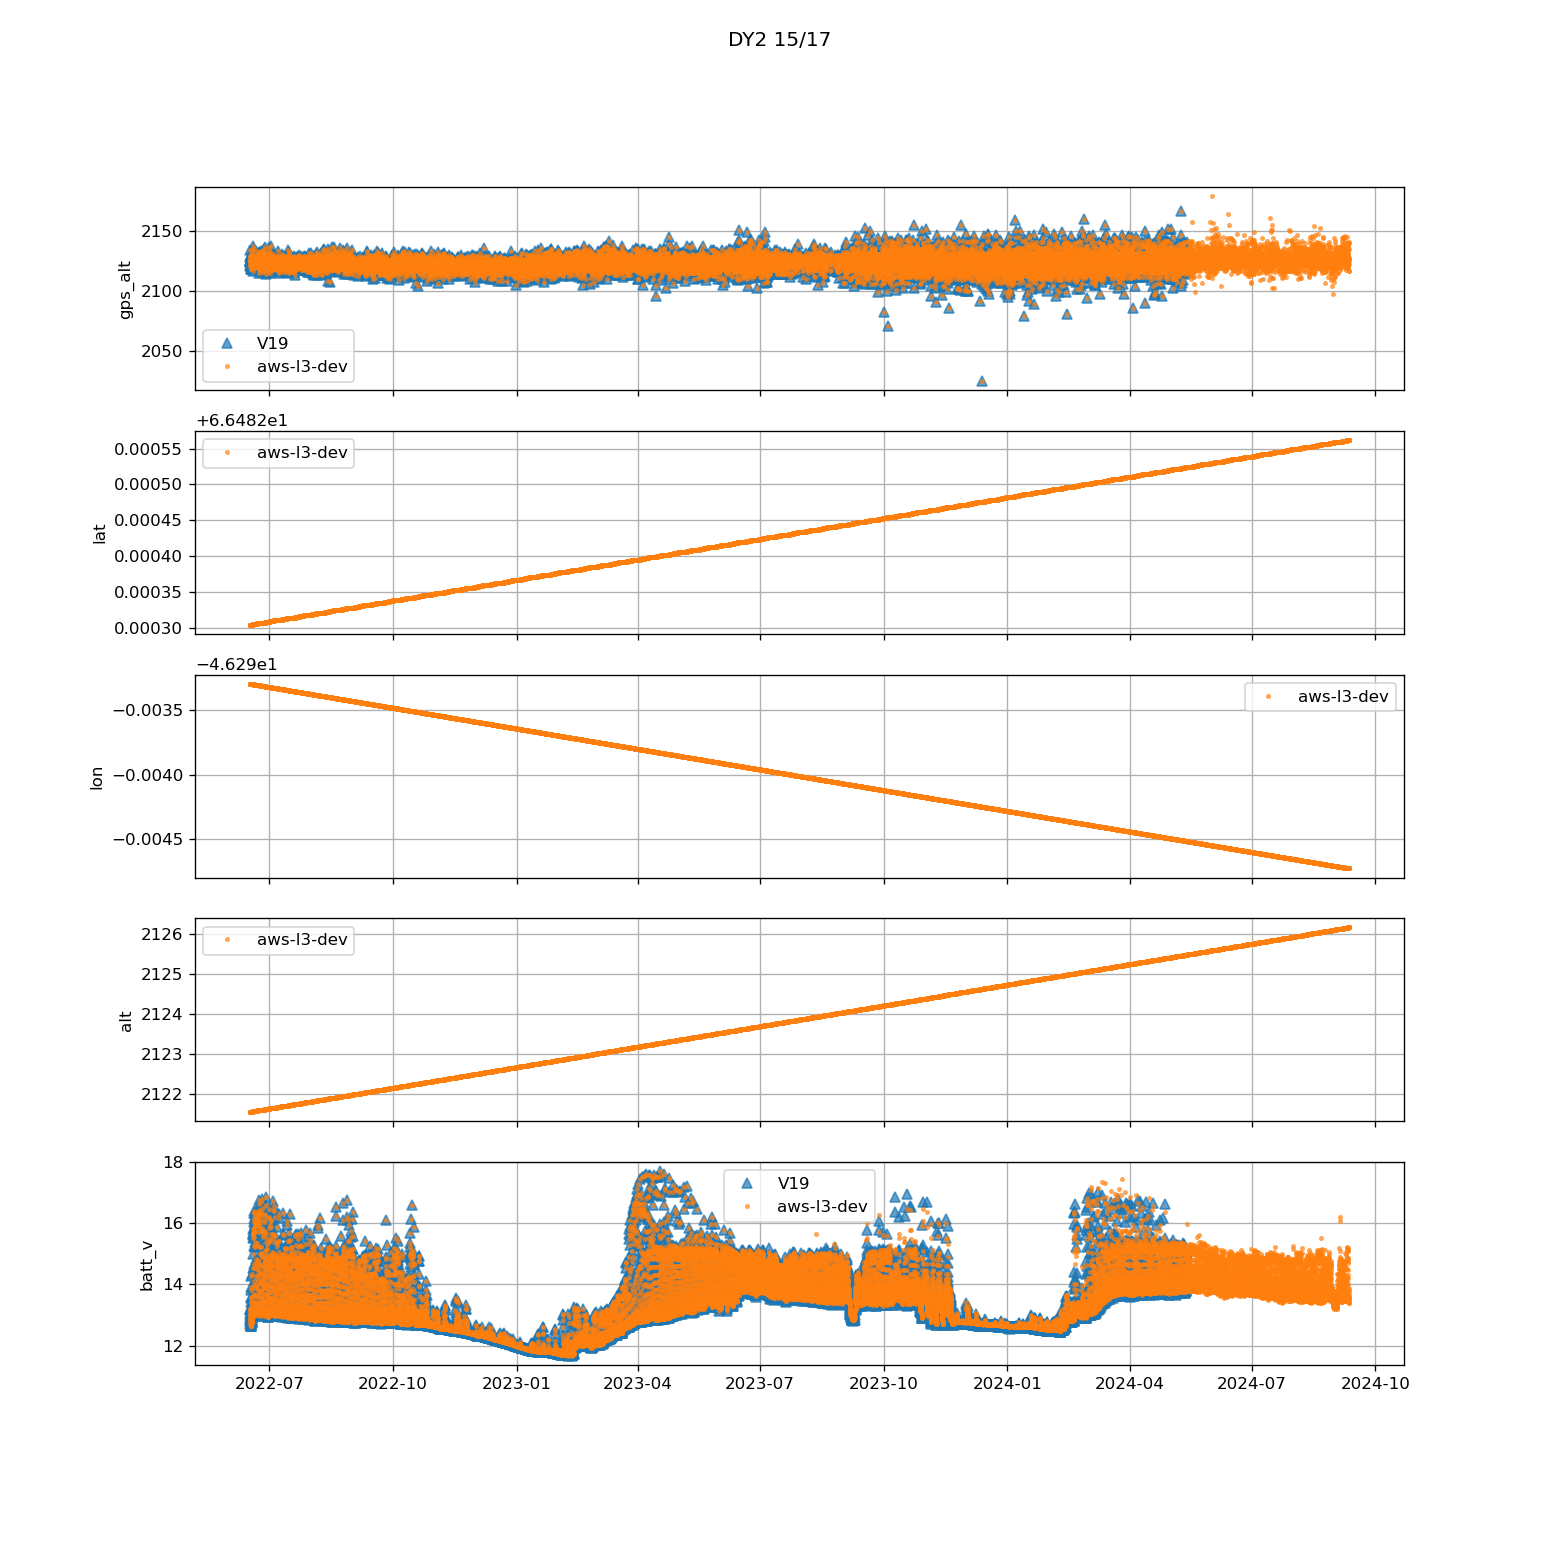 DY2 15/17
2150
2100
2050
gps_alt
V19
aws-l3-dev
+6.6482e1
0.00055
0.00050
0.00045
0.00040
0.00035
0.00030
lat
aws-l3-dev
−4.629e1
−0.0035
−0.0040
−0.0045
lon
aws-l3-dev
2126
2125
2124
2123
2122
alt
aws-l3-dev
18
16
14
12
batt_v
V19
aws-l3-dev
2022-07 2022-10 2023-01 2023-04 2023-07 2023-10 2024-01 2024-04 2024-07 2024-10